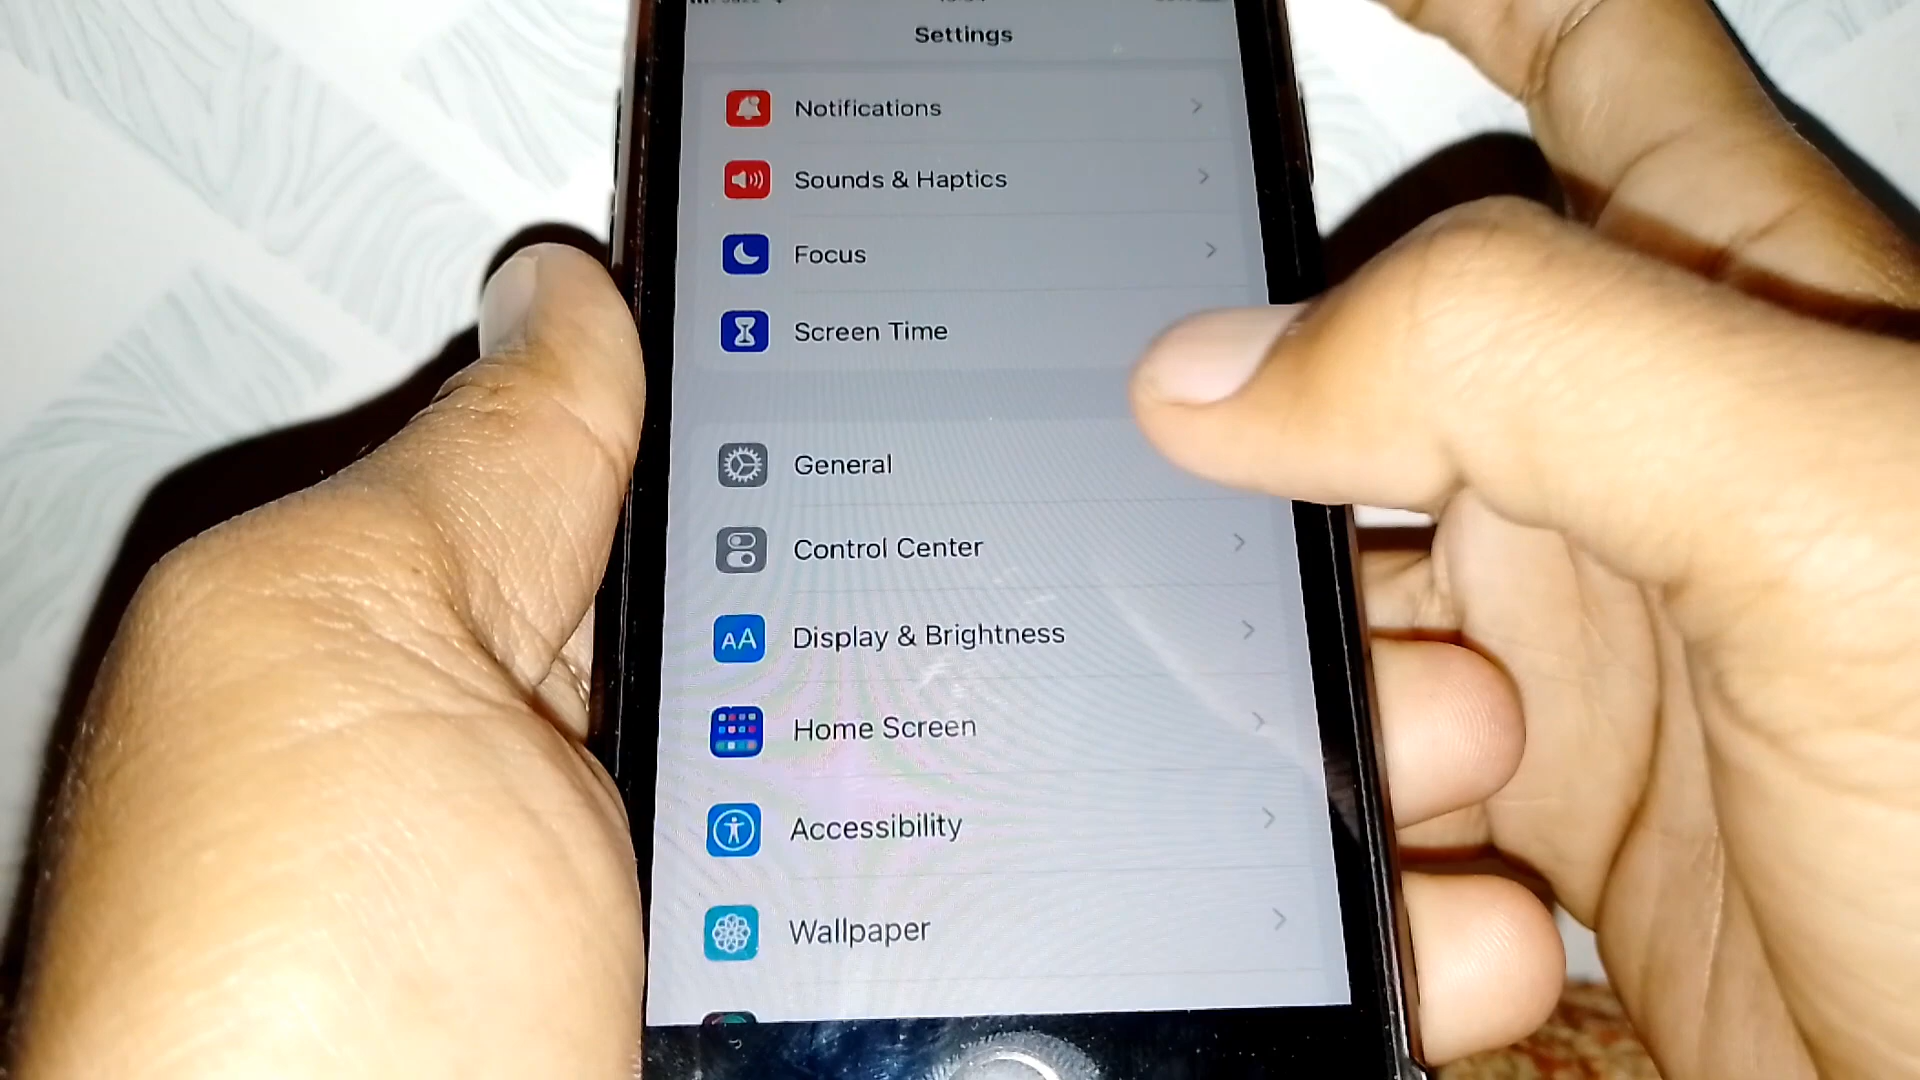 Settings
Notifications
Sounds & Haptics
Focus
Screen Time
General
Control Center
AA Display & Brightness
Home Screen
Accessibility
Wallpaper